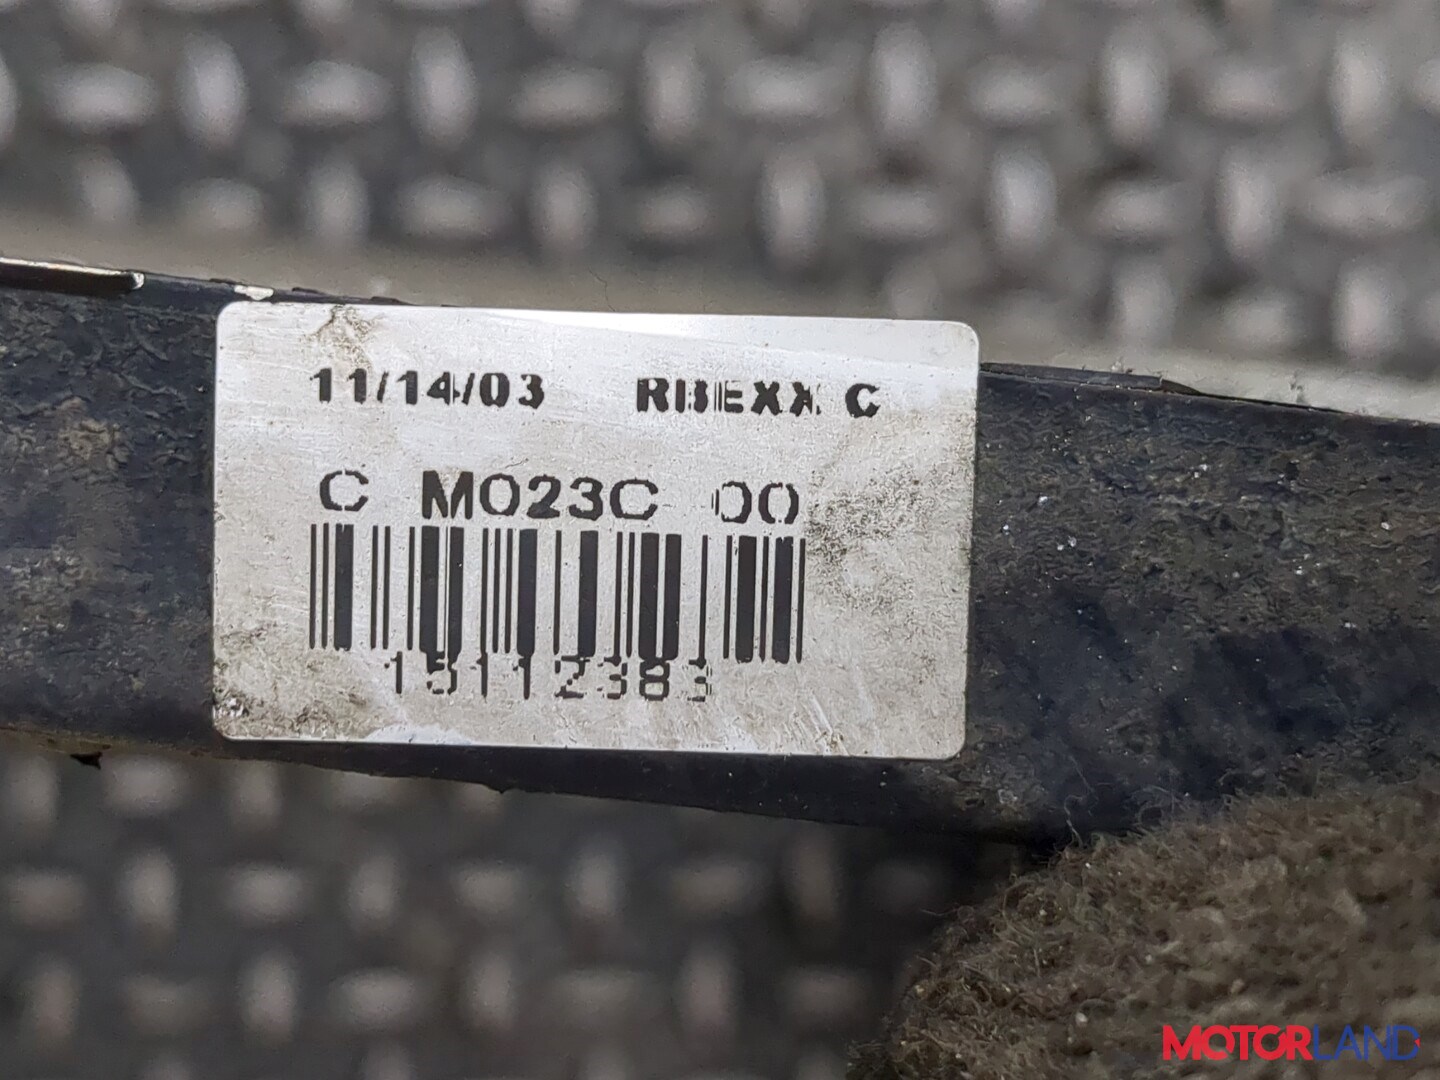 11/14/03 RBEXX C
C M023C 00
15112383
MOTORLAND